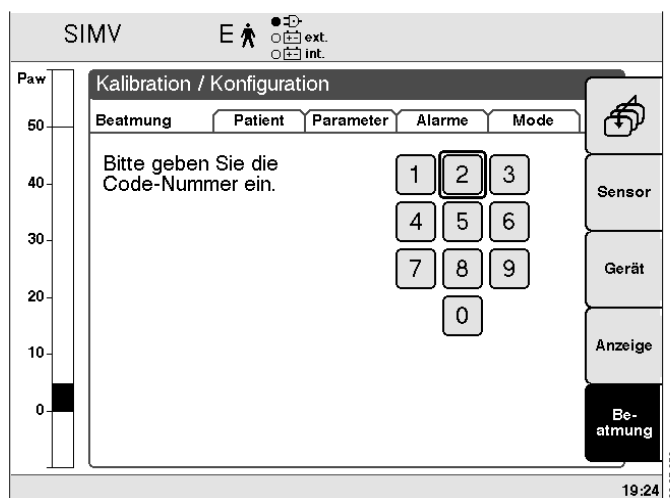 SIMV E ext.
int.
Paw
Kalibration / Konfiguration
Beatmung Patient Parameter Alarme Mode
Bitte geben Sie die
Code-Nummer ein.
1 2 3
4 5 6
7 8 9
0
50
40
30
20
10
0
Sensor
Gerät
Anzeige
Be-
atmung
19:24